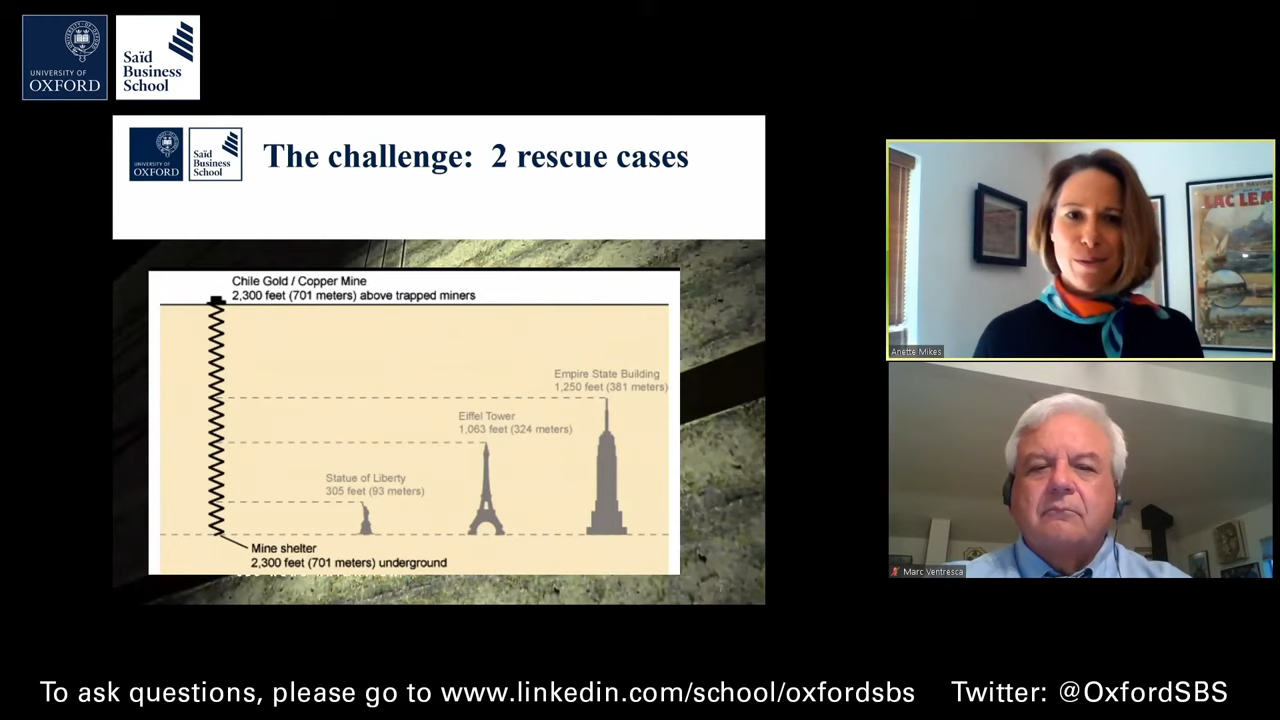 UNIVERSITY OF
OXFORD
Saïd
Business
School
UNIVERSITY OF
OXFORD
Saïd
Business
School
The challenge: 2 rescue cases
Chile Gold / Copper Mine
2,300 feet (701 meters) above trapped miners
Empire State Building
1,250 feet (381 meters)
Eiffel Tower
1,063 feet (324 meters)
Statue of Liberty
305 feet (93 meters)
Mine shelter
2,300 feet (701 meters) underground
LAC LEM
Anette Mikes
Marc Ventresca
To ask questions, please go to www.linkedin.com/school/oxfordsbs
Twitter: @OxfordSBS